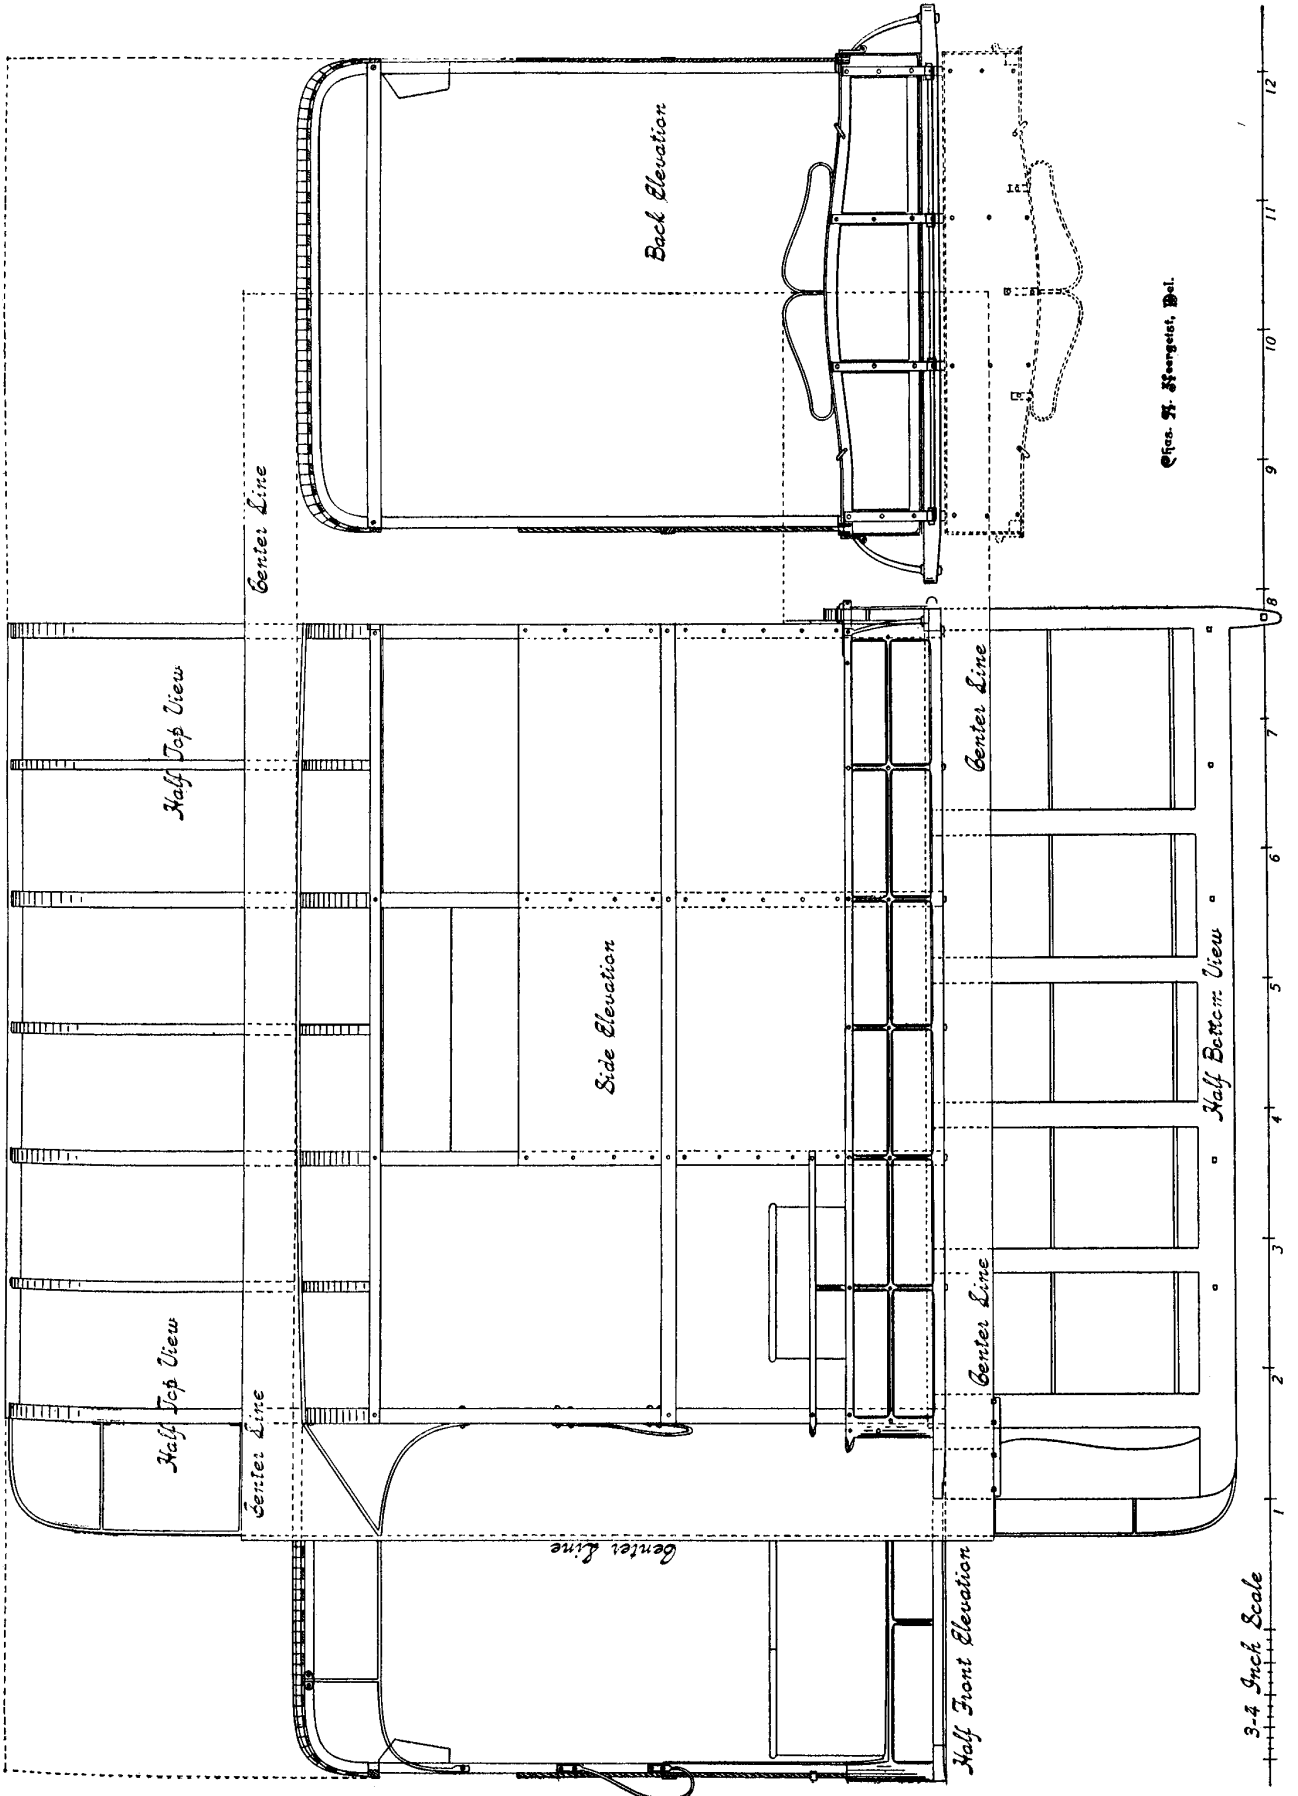 Half Top View
Half Top View
Center Line
Center Line
Back Elevation
Side Elevation
Center Line
Half Front Elevation
Center Line
Center Line
Half Bottom View
Chas.
Del.
3-4 Inch Scale
1 2 3 4 5 6 7 8 9 10 11 12